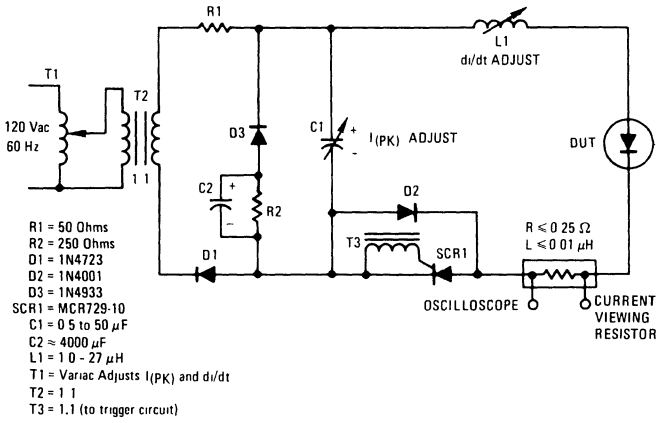 R1
T1
T2
L1
di/dt ADJUST
120 Vac
60 Hz
D3
C1
+
-
I(PK) ADJUST
DUT
1 1
C2
+
-
R2
D2
T3
D1
SCR1
R ≤ 0 25 Ω
L ≤ 0 01 μH
OSCILLOSCOPE
CURRENT
VIEWING
RESISTOR
R1 = 50 Ohms
R2 = 250 Ohms
D1 = 1N4723
D2 = 1N4001
D3 = 1N4933
SCR1 = MCR729-10
C1 = 0 5 to 50 μF
C2 ≈ 4000 μF
L1 = 1 0 - 27 μH
T1 = Variac Adjusts I(PK) and di/dt
T2 = 1 1
T3 = 1.1 (to trigger circuit)